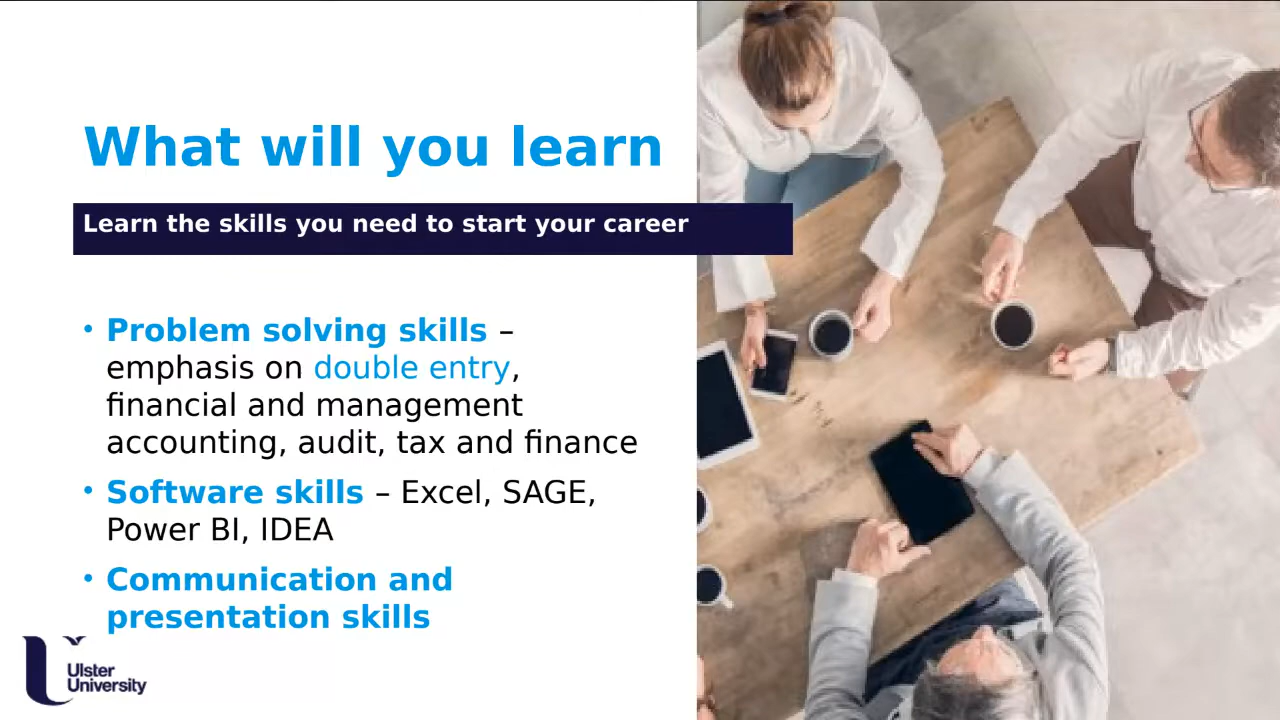 What will you learn
Learn the skills you need to start your career
• Problem solving skills –
emphasis on double entry,
financial and management
accounting, audit, tax and finance
• Software skills – Excel, SAGE,
Power BI, IDEA
• Communication and
presentation skills
Ulster
University